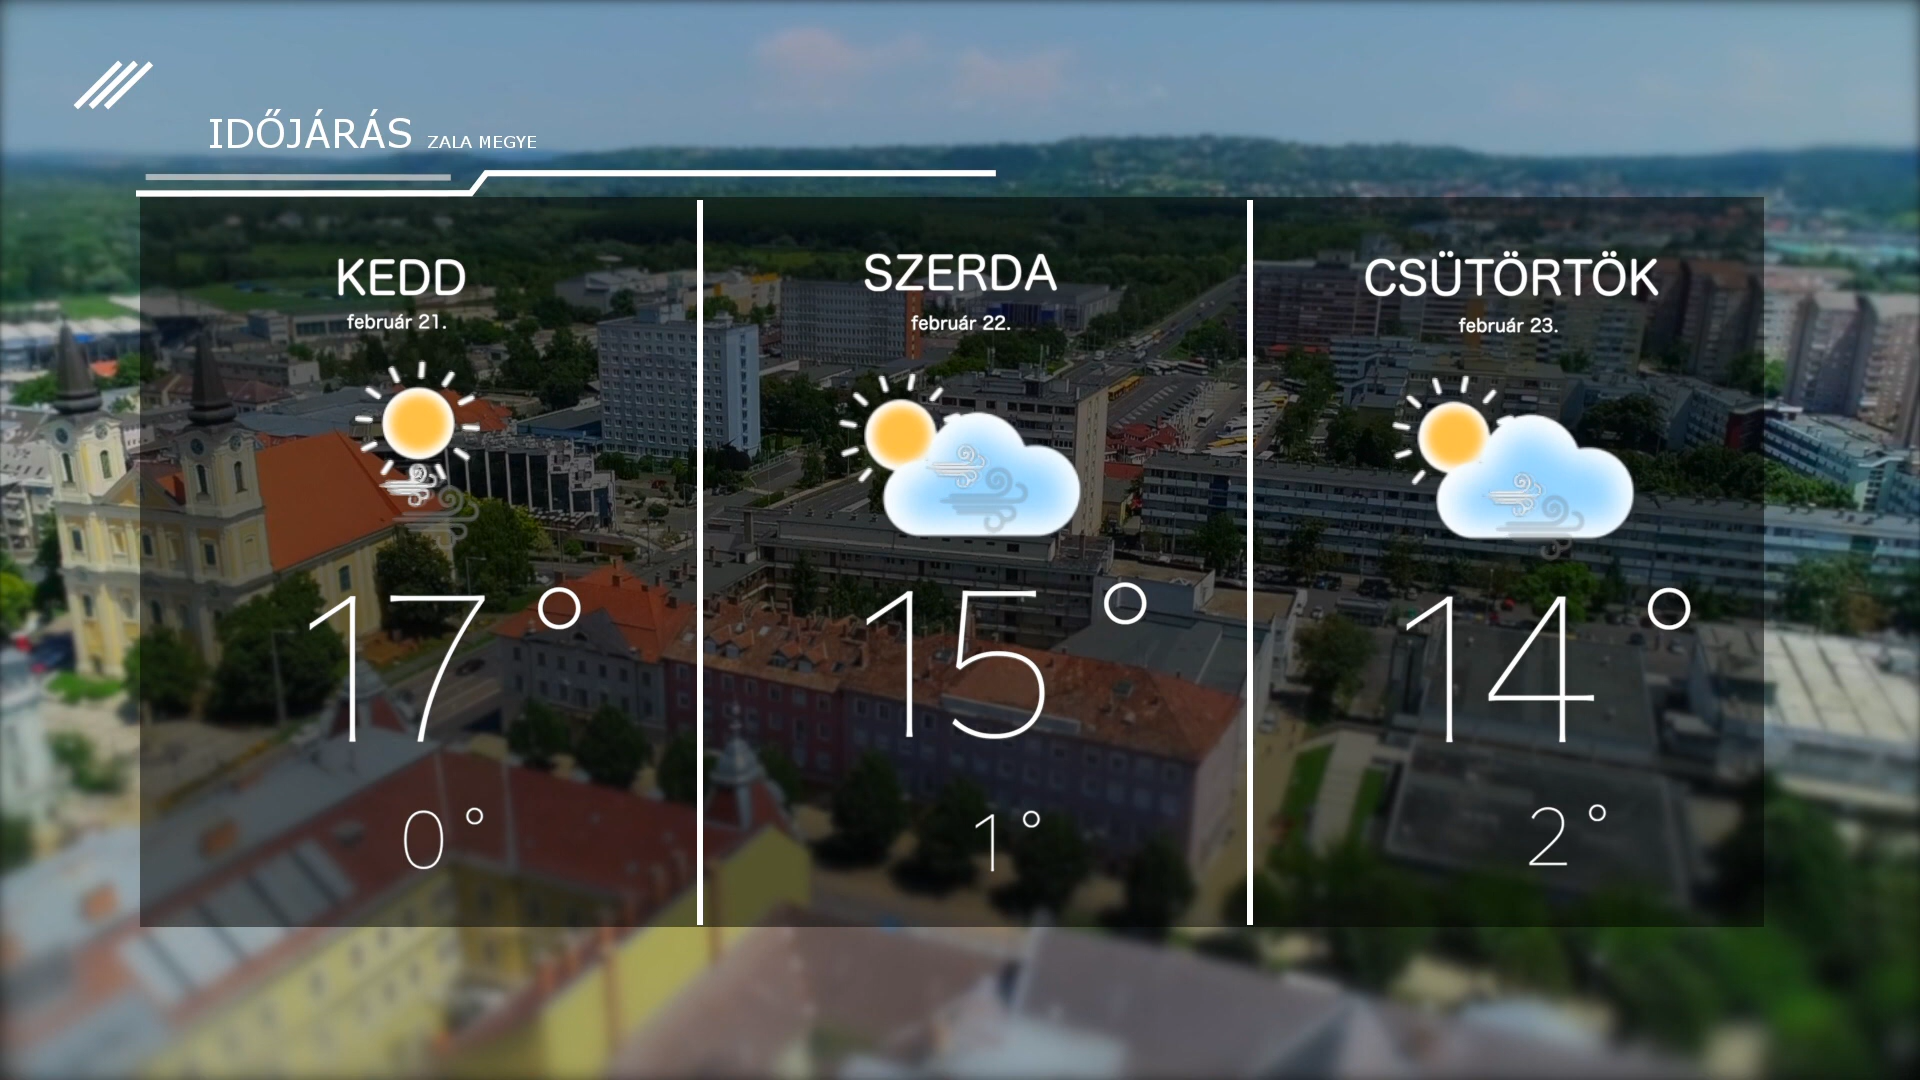 IDŐJÁRÁS ZALA MEGYE
KEDD
február 21.
17°
0°
SZERDA
február 22.
15°
1°
CSÜTÖRTÖK
február 23.
14°
2°